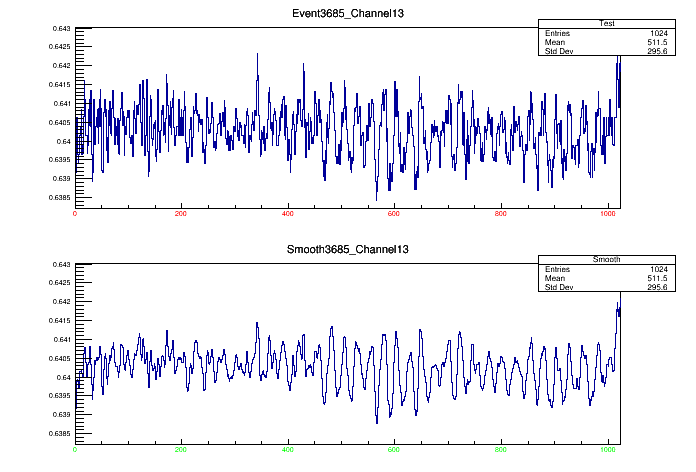 Event3685_Channel13
Test
Entries 1024
Mean 511.5
Std Dev 295.6
0.643
0.6425
0.642
0.6415
0.641
0.6405
0.64
0.6395
0.639
0.6385
0 200 400 600 800 1000
Smooth3685_Channel13
Smooth
Entries 1024
Mean 511.5
Std Dev 295.6
0.643
0.6425
0.642
0.6415
0.641
0.6405
0.64
0.6395
0.639
0.6385
0 200 400 600 800 1000